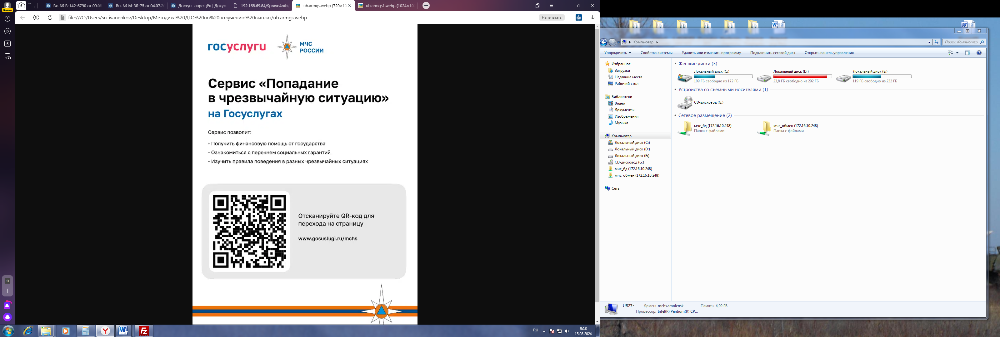 Войти
6
Вх. № В-142-6790 от 09.08
Вн. № М-ВЯ-75 от 04.07.20
Доступ запрещён | Докум
192.168.69.84/Spravo4niki/
ub.armgs.webp (720×10
ub.armgs1.webp (1024×10
file:///C:/Users/sn_ivanenkov/Desktop/Методика%20ДГО%20по%20получению%20выплат/ub.armgs.webp
Напечатать
6
госуслуги
МЧС
РОССИИ
Сервис «Попадание
в чрезвычайную ситуацию»
на Госуслугах
Сервис позволит:
- Получить финансовую помощь от государства
- Ознакомиться с перечнем социальных гарантий
- Изучить правила поведения в разных чрезвычайных ситуациях
Отсканируйте QR-код для
перехода на страницу
www.gosuslugi.ru/mchs
RU
9:18
15.08.2024
Компьютер
Поиск: Компьютер
Упорядочить
Свойства системы
Удалить или изменить программу
Подключить сетевой диск
Открыть панель управления
Избранное
Загрузки
Недавние места
Рабочий стол
Библиотеки
Видео
Документы
Изображения
Музыка
Компьютер
Локальный диск (C:)
Локальный диск (D:)
Локальный диск (E:)
CD-дисковод (G:)
мчс_бд (172.16.10.248)
мчс_обмен (172.16.10.248)
Сеть
Жесткие диски (3)
Локальный диск (C:)
109 ГБ свободно из 172 ГБ
Локальный диск (D:)
23,8 ГБ свободно из 292 ГБ
Локальный диск (E:)
119 ГБ свободно из 232 ГБ
Устройства со съемными носителями (1)
CD-дисковод (G:)
Сетевое размещение (2)
мчс_бд (172.16.10.248)
Папка с файлами
мчс_обмен (172.16.10.248)
Папка с файлами
UR27-
Домен: mchs.smolensk
Память: 4,00 ГБ
Процессор: Intel(R) Pentium(R) CP...